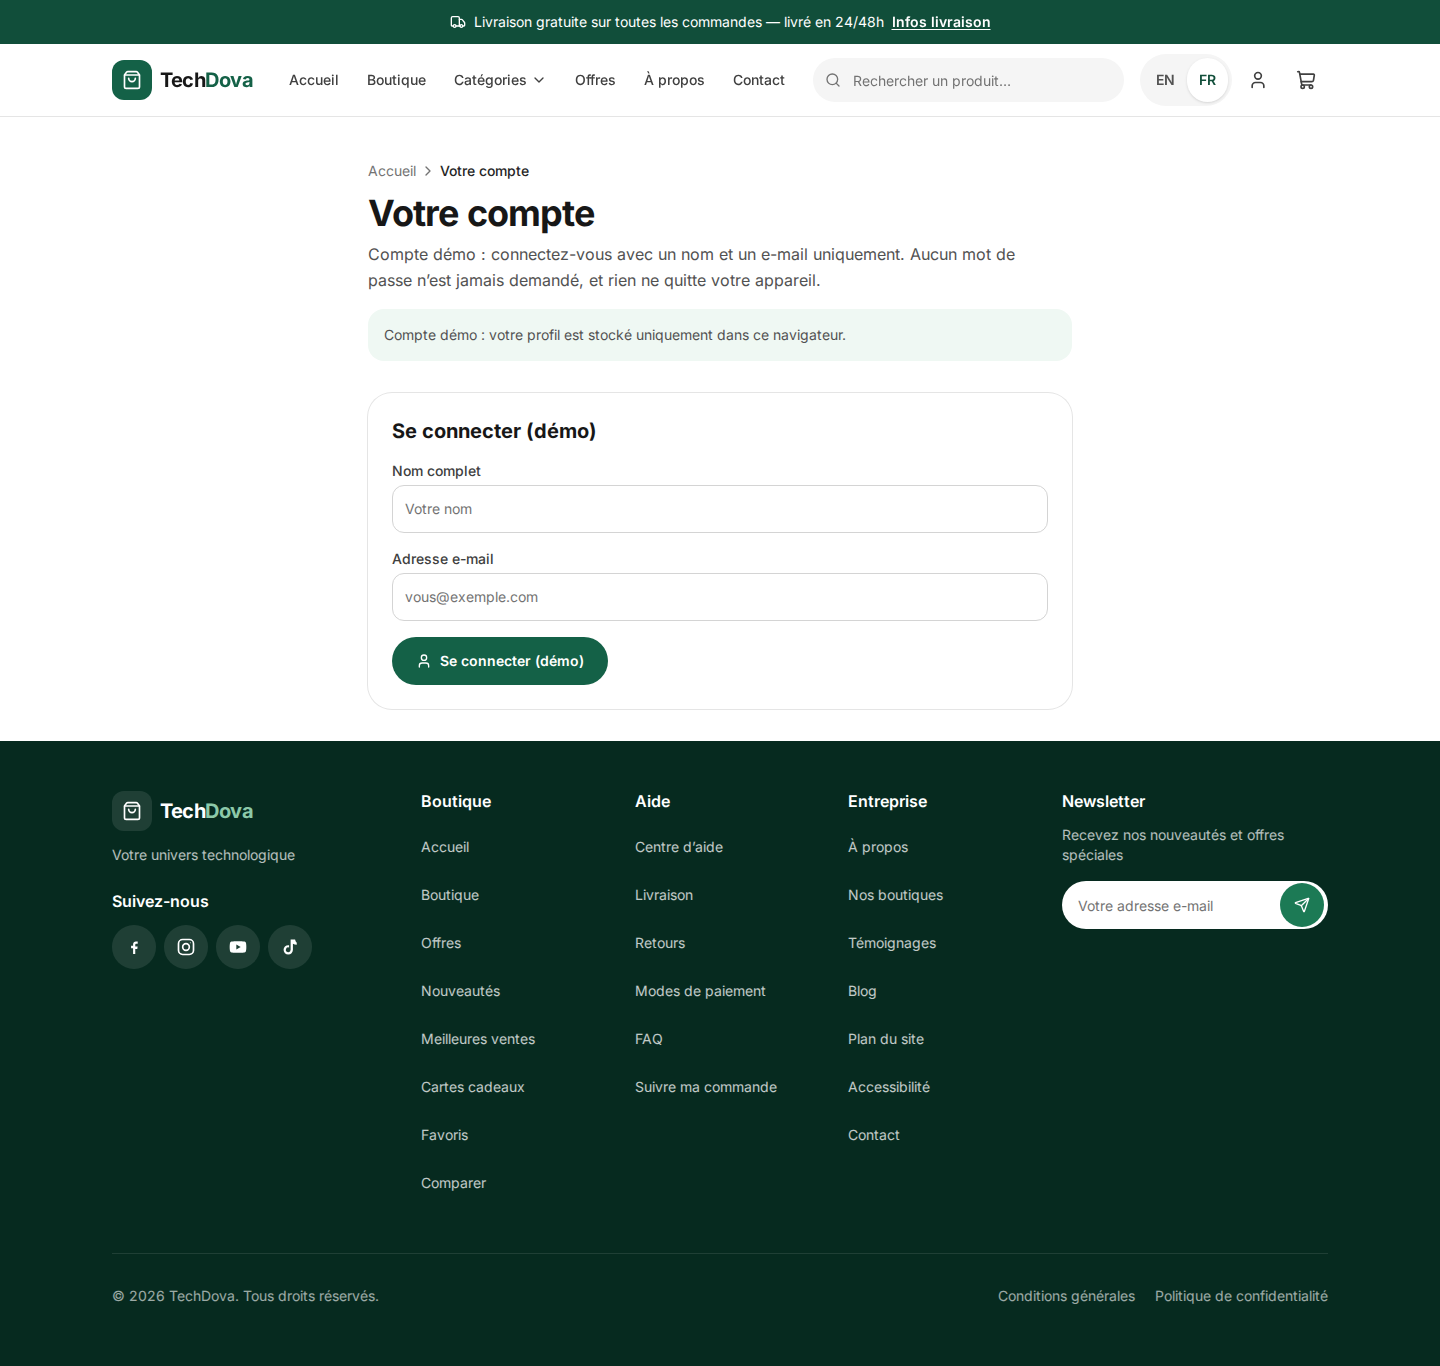 Livraison gratuite sur toutes les commandes — livré en 24/48h Infos livraison
TechDova
Accueil
Boutique
Catégories
Offres
À propos
Contact
Rechercher un produit...
EN
FR
Accueil > Votre compte
Votre compte
Compte démo : connectez-vous avec un nom et un e-mail uniquement. Aucun mot de
passe n’est jamais demandé, et rien ne quitte votre appareil.
Compte démo : votre profil est stocké uniquement dans ce navigateur.
Se connecter (démo)
Nom complet
Votre nom
Adresse e-mail
vous@exemple.com
Se connecter (démo)
TechDova
Votre univers technologique
Suivez-nous
Boutique
Accueil
Boutique
Offres
Nouveautés
Meilleures ventes
Cartes cadeaux
Favoris
Comparer
Aide
Centre d’aide
Livraison
Retours
Modes de paiement
FAQ
Suivre ma commande
Entreprise
À propos
Nos boutiques
Témoignages
Blog
Plan du site
Accessibilité
Contact
Newsletter
Recevez nos nouveautés et offres
spéciales
Votre adresse e-mail
© 2026 TechDova. Tous droits réservés.
Conditions générales
Politique de confidentialité